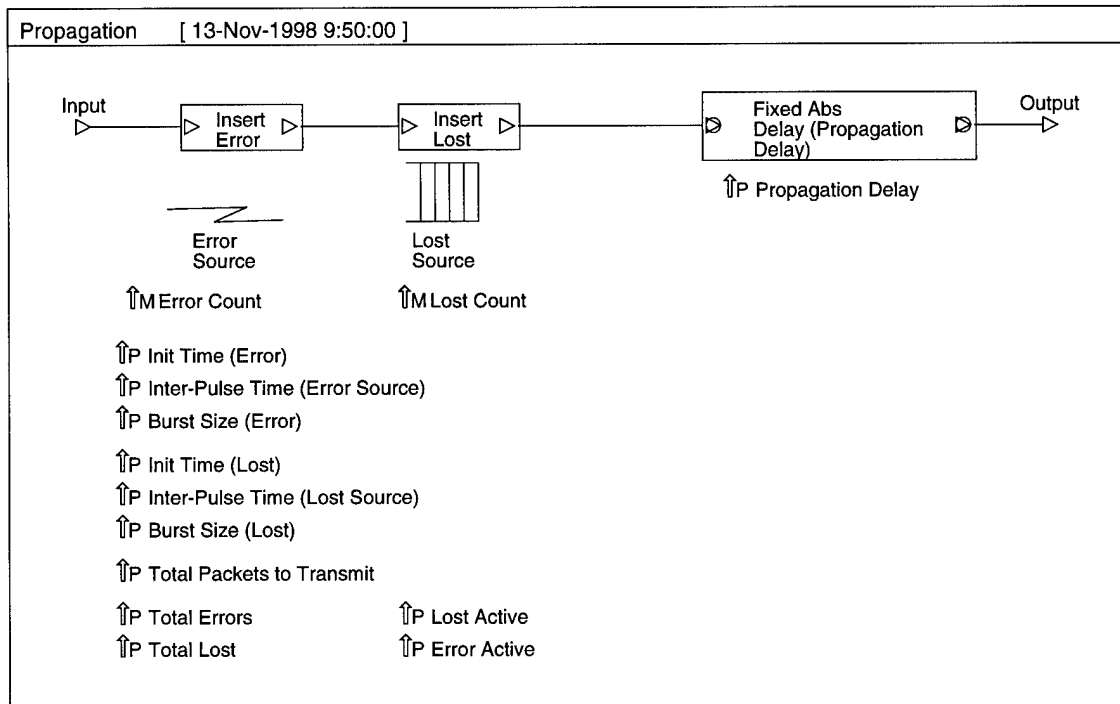 Propagation [ 13-Nov-1998 9:50:00 ]
Input
Insert
Error
Insert
Lost
Fixed Abs
Delay (Propagation
Delay)
Output
⇑P Propagation Delay
Error
Source
Lost
Source
⇑M Error Count
⇑M Lost Count
⇑P Init Time (Error)
⇑P Inter-Pulse Time (Error Source)
⇑P Burst Size (Error)
⇑P Init Time (Lost)
⇑P Inter-Pulse Time (Lost Source)
⇑P Burst Size (Lost)
⇑P Total Packets to Transmit
⇑P Total Errors
⇑P Lost Active
⇑P Total Lost
⇑P Error Active